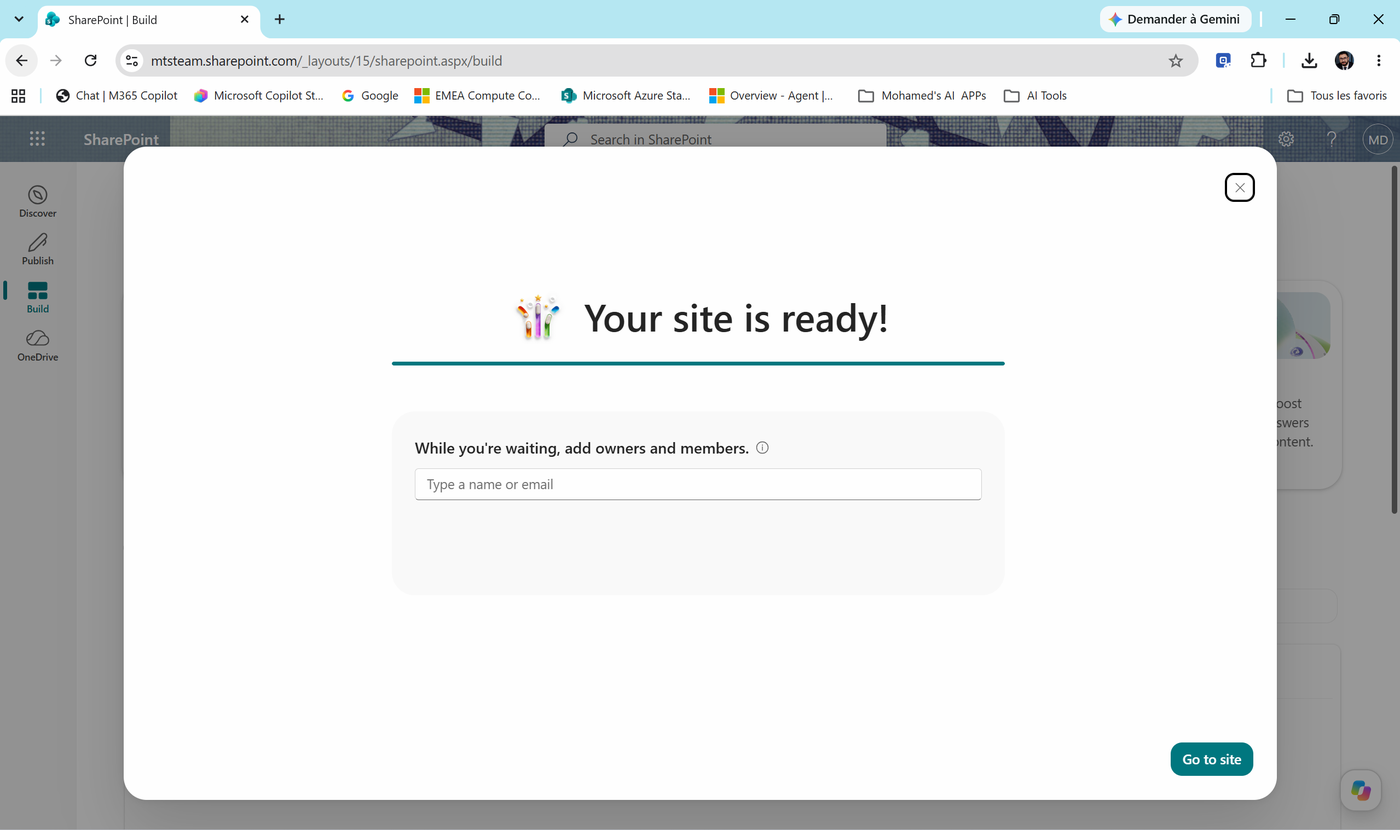 SharePoint | Build
Demander à Gemini
mtsteam.sharepoint.com/_layouts/15/sharepoint.aspx/build
Chat | M365 Copilot
Microsoft Copilot St...
Google
EMEA Compute Co...
Microsoft Azure Sta...
Overview - Agent |...
Mohamed's AI APPs
AI Tools
Tous les favoris
SharePoint
Search in SharePoint
MD
Discover
Publish
Build
OneDrive
Your site is ready!
While you're waiting, add owners and members.
Type a name or email
oost
swers
ontent.
Go to site